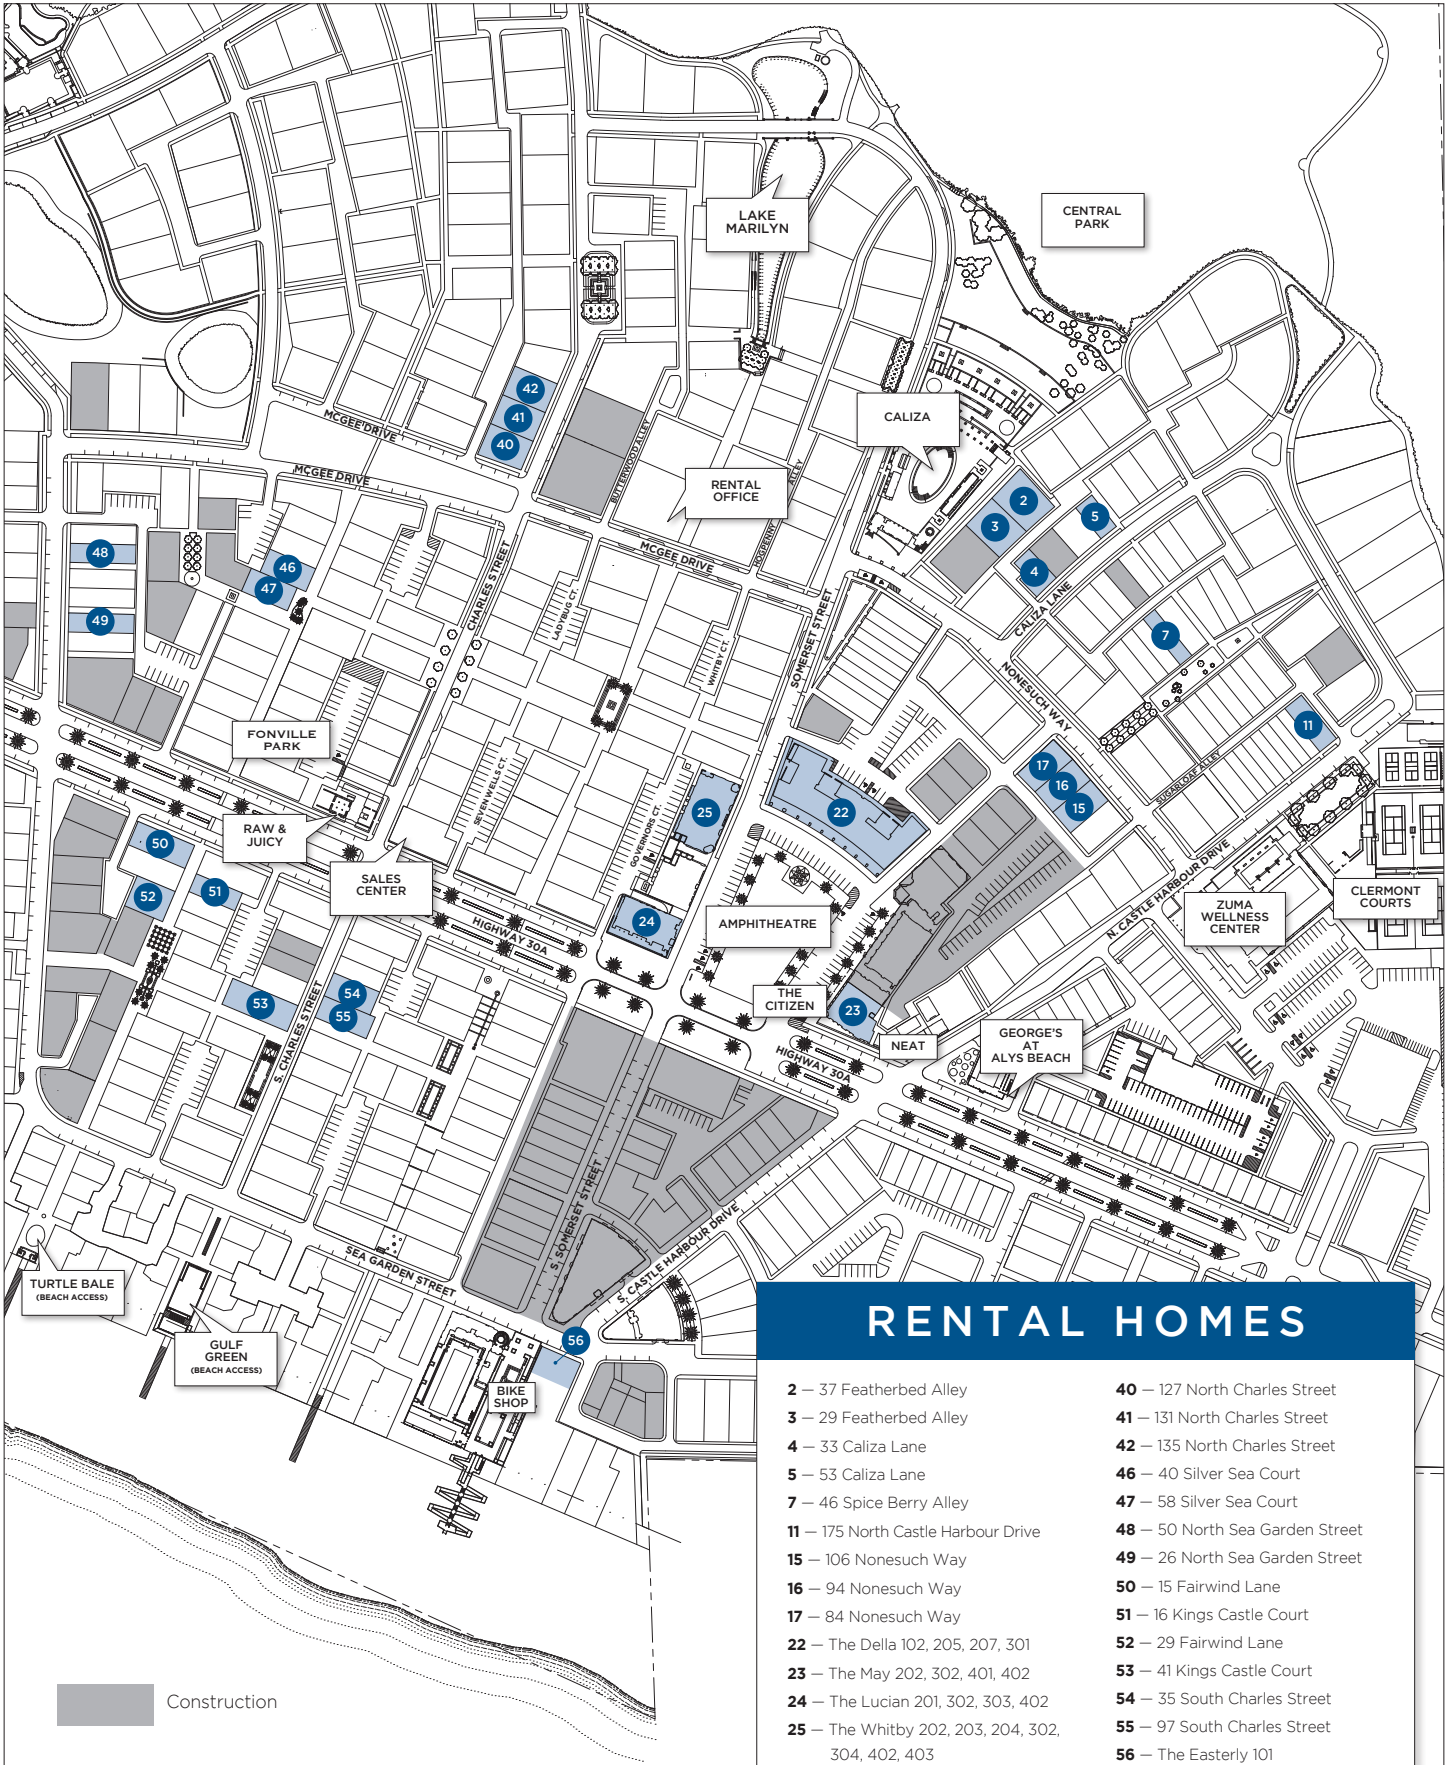 LAKE
MARILYN
CENTRAL
PARK
42
41
40
MCGEE DRIVE
CALIZA
BUTTERWOOD ALLEY
MCGEE DRIVE
RENTAL
OFFICE
ALLEY
ROSPENNY
2
3
5
4
48
46
47
49
CHARLES STREET
MCGEE DRIVE
LADYBUG CT.
WHITBY CT.
SOMERSET STREET
CALIZA LANE
NONESUCH WAY
7
11
FONVILLE
PARK
SEVEN WELLS CT.
GOVERNORS CT.
25
22
17
16
15
SUGARLOAF ALLEY
RAW &
JUICY
50
51
52
SALES
CENTER
HIGHWAY 30A
24
AMPHITHEATRE
N. CASTLE HARBOUR DRIVE
ZUMA
WELLNESS
CENTER
CLERMONT
COURTS
53
54
55
S. CHARLES STREET
THE
CITIZEN
23
NEAT
GEORGE'S
AT
ALYS BEACH
HIGHWAY 30A
S. SOMERSET STREET
S. CASTLE HARBOUR DRIVE
SEA GARDEN STREET
TURTLE BALE
(BEACH ACCESS)
GULF
GREEN
(BEACH ACCESS)
56
BIKE
SHOP
RENTAL HOMES
2 — 37 Featherbed Alley
3 — 29 Featherbed Alley
4 — 33 Caliza Lane
5 — 53 Caliza Lane
7 — 46 Spice Berry Alley
11 — 175 North Castle Harbour Drive
15 — 106 Nonesuch Way
16 — 94 Nonesuch Way
17 — 84 Nonesuch Way
22 — The Della 102, 205, 207, 301
23 — The May 202, 302, 401, 402
24 — The Lucian 201, 302, 303, 402
25 — The Whitby 202, 203, 204, 302,
304, 402, 403
40 — 127 North Charles Street
41 — 131 North Charles Street
42 — 135 North Charles Street
46 — 40 Silver Sea Court
47 — 58 Silver Sea Court
48 — 50 North Sea Garden Street
49 — 26 North Sea Garden Street
50 — 15 Fairwind Lane
51 — 16 Kings Castle Court
52 — 29 Fairwind Lane
53 — 41 Kings Castle Court
54 — 35 South Charles Street
55 — 97 South Charles Street
56 — The Easterly 101
Construction